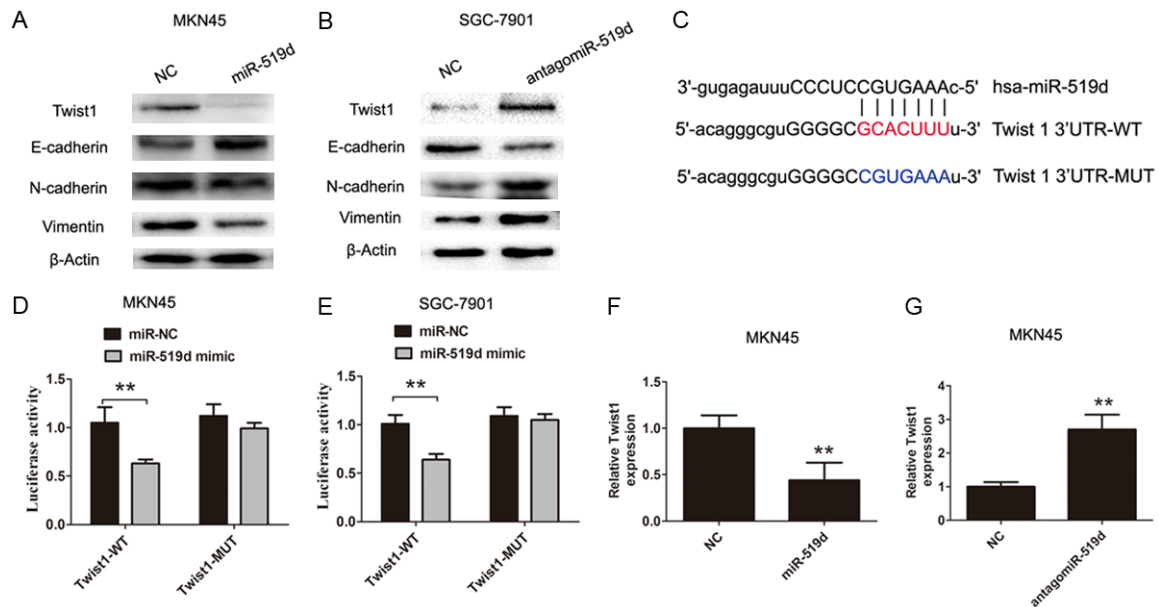 A
MKN45
NC
miR-519d
Twist1
E-cadherin
N-cadherin
Vimentin
β-Actin
B
SGC-7901
NC
antagomiR-519d
Twist1
E-cadherin
N-cadherin
Vimentin
β-Actin
C
3'-gugagauuuCCCUCCGUGAAAc-5' hsa-miR-519d
5'-acagggcguGGGGCGCACUUUu-3' Twist 1 3'UTR-WT
5'-acagggcguGGGGCCGUGAAAu-3' Twist 1 3'UTR-MUT
D
MKN45
miR-NC
miR-519d mimic
Luciferase activity
1.5
1.0
0.5
0.0
**
Twist1-WT
Twist1-MUT
E
SGC-7901
miR-NC
miR-519d mimic
Luciferase activity
1.5
1.0
0.5
0.0
**
Twist1-WT
Twist1-MUT
F
MKN45
Relative Twist1
expression
1.5
1.0
0.5
0.0
**
NC
miR-519d
G
MKN45
Relative Twist1
expression
4
3
2
1
0
**
NC
antagomiR-519d